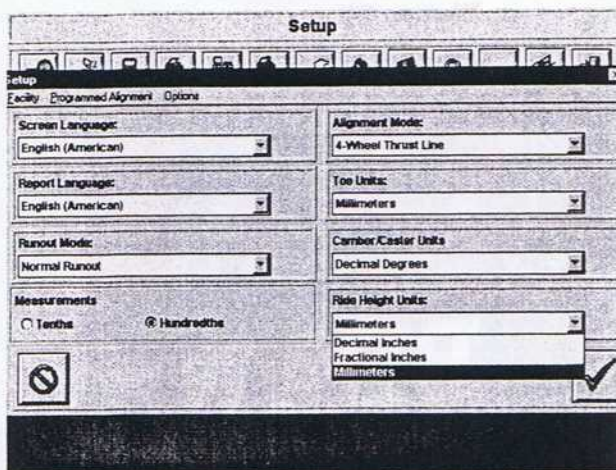 Setup
Setup
Facility Programmed Alignment Options
Screen Language:
English (American)
Report Language:
English (American)
Runout Mode:
Normal Runout
Measurements
Tenths Hundredths
Alignment Mode:
4-Wheel Thrust Line
Toe Units:
Millimeters
Camber/Caster Units
Decimal Degrees
Ride Height Units:
Millimeters
Decimal Inches
Fractional Inches
Millimeters